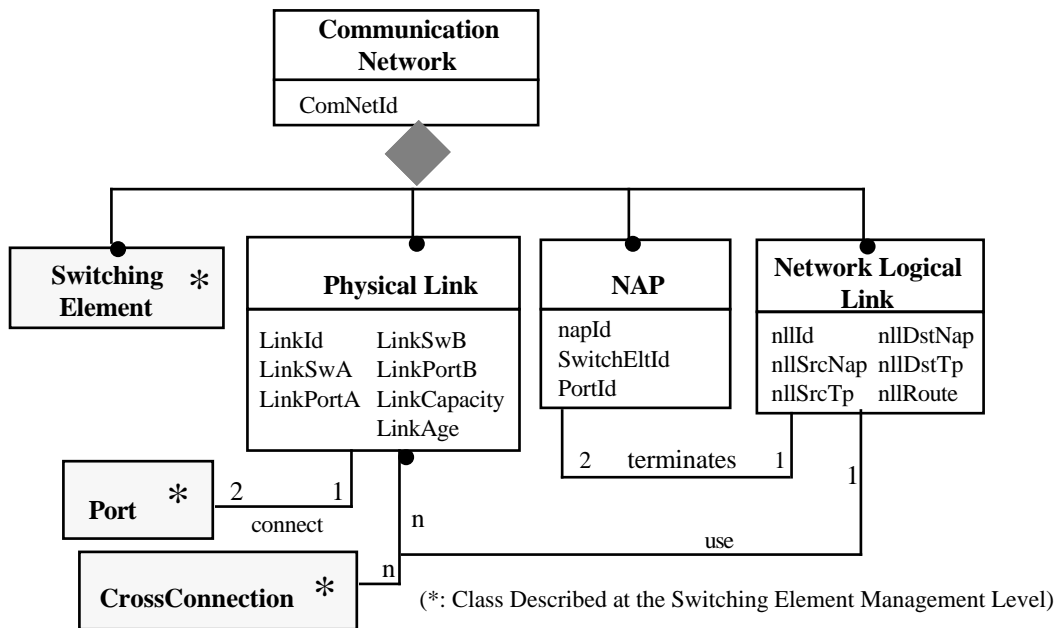 Communication
Network
ComNetId
Switching
Element *
Physical Link
LinkId LinkSwB
LinkSwA LinkPortB
LinkPortA LinkCapacity
LinkAge
NAP
napId
SwitchEltId
PortId
Network Logical
Link
nllId nllDstNap
nllSrcNap nllDstTp
nllSrcTp nllRoute
2 terminates 1
1
Port *
2 1
connect
n
use
CrossConnection *
n
(*: Class Described at the Switching Element Management Level)